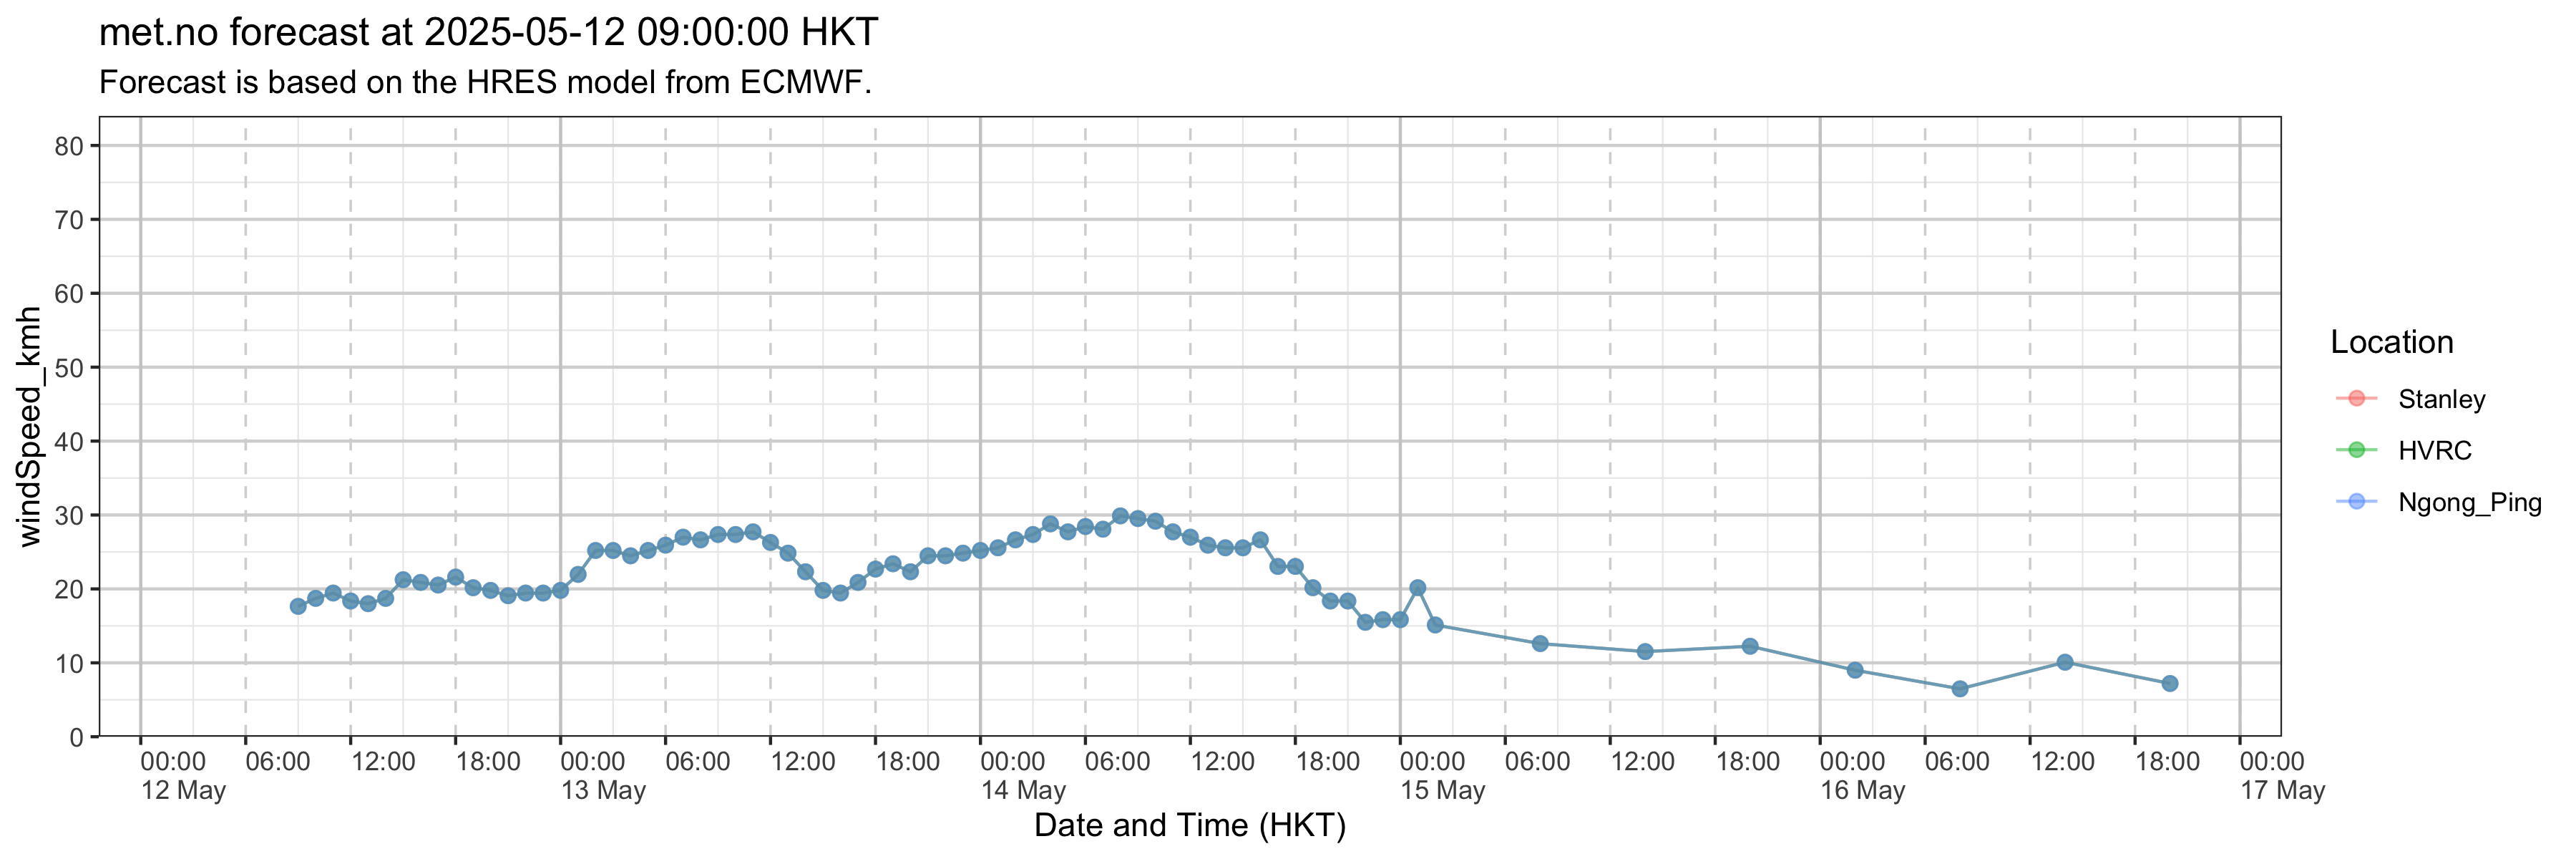 met.no forecast at 2025-05-12 09:00:00 HKT
Forecast is based on the HRES model from ECMWF.
windSpeed_kmh
80
70
60
50
40
30
20
10
0
00:00 06:00 12:00 18:00 00:00 06:00 12:00 18:00 00:00 06:00 12:00 18:00 00:00 06:00 12:00 18:00 00:00 06:00 12:00 18:00 00:00
12 May 13 May 14 May 15 May 16 May 17 May
Date and Time (HKT)
Location
Stanley
HVRC
Ngong_Ping